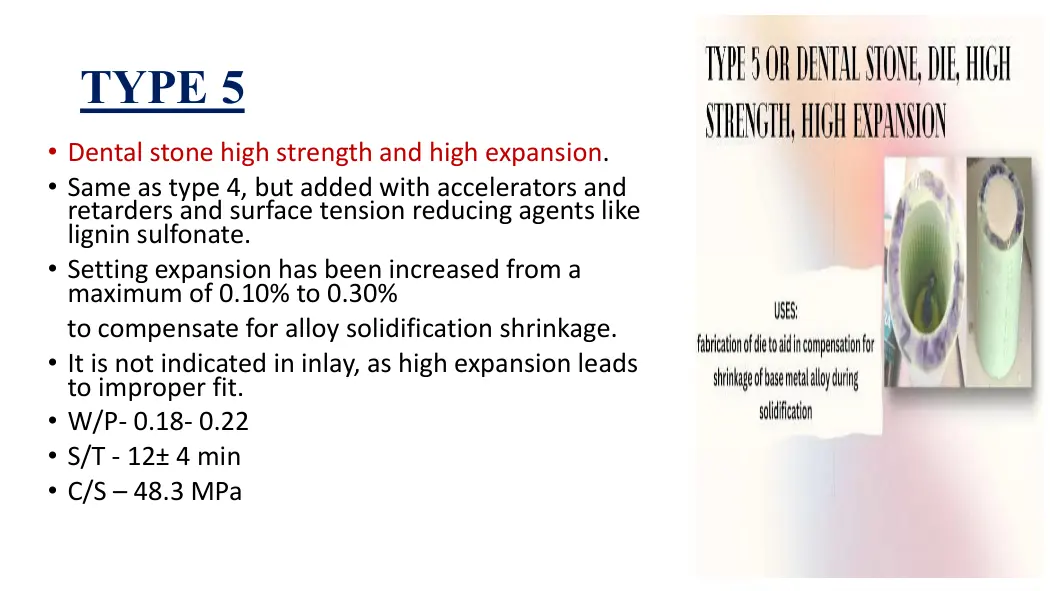 TYPE 5
• Dental stone high strength and high expansion.
• Same as type 4, but added with accelerators and
retarders and surface tension reducing agents like
lignin sulfonate.
• Setting expansion has been increased from a
maximum of 0.10% to 0.30%
to compensate for alloy solidification shrinkage.
• It is not indicated in inlay, as high expansion leads
to improper fit.
• W/P- 0.18- 0.22
• S/T - 12± 4 min
• C/S – 48.3 MPa
TYPE 5 OR DENTAL STONE, DIE, HIGH
STRENGTH, HIGH EXPANSION
USES:
fabrication of die to aid in compensation for
shrinkage of base metal alloy during
solidification